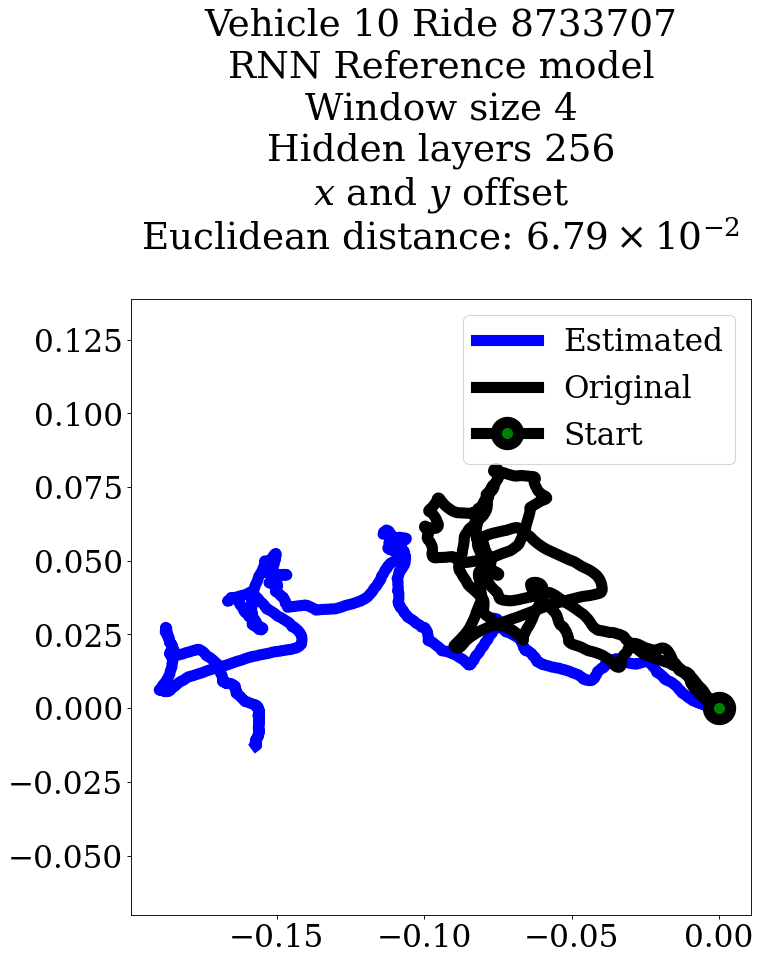 Vehicle 10 Ride 8733707
RNN Reference model
Window size 4
Hidden layers 256
x and y offset
Euclidean distance: 6.79 × 10⁻²
Estimated
Original
Start
0.125
0.100
0.075
0.050
0.025
0.000
−0.025
−0.050
−0.15 −0.10 −0.05 0.00